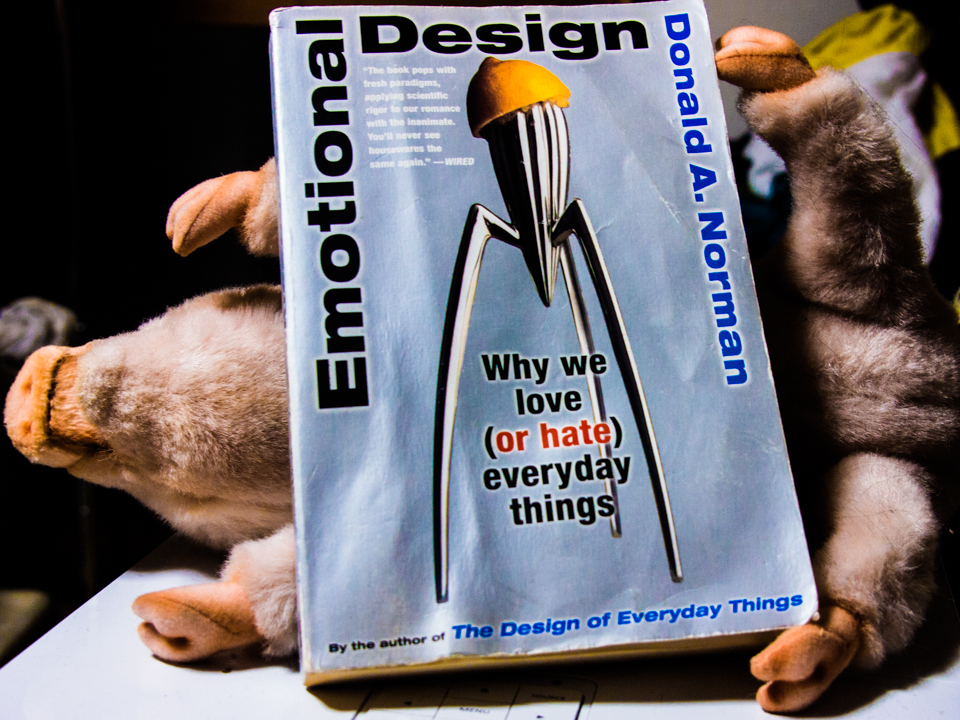 Emotional
Design
Donald A. Norman
"The book pops with
fresh paradigms,
applying scientific
rigor to our romance
with the inanimate.
You'll never see
housewares the
same again." —WIRED
Why we
love
(or hate)
everyday
things
By the author of The Design of Everyday Things
MENU